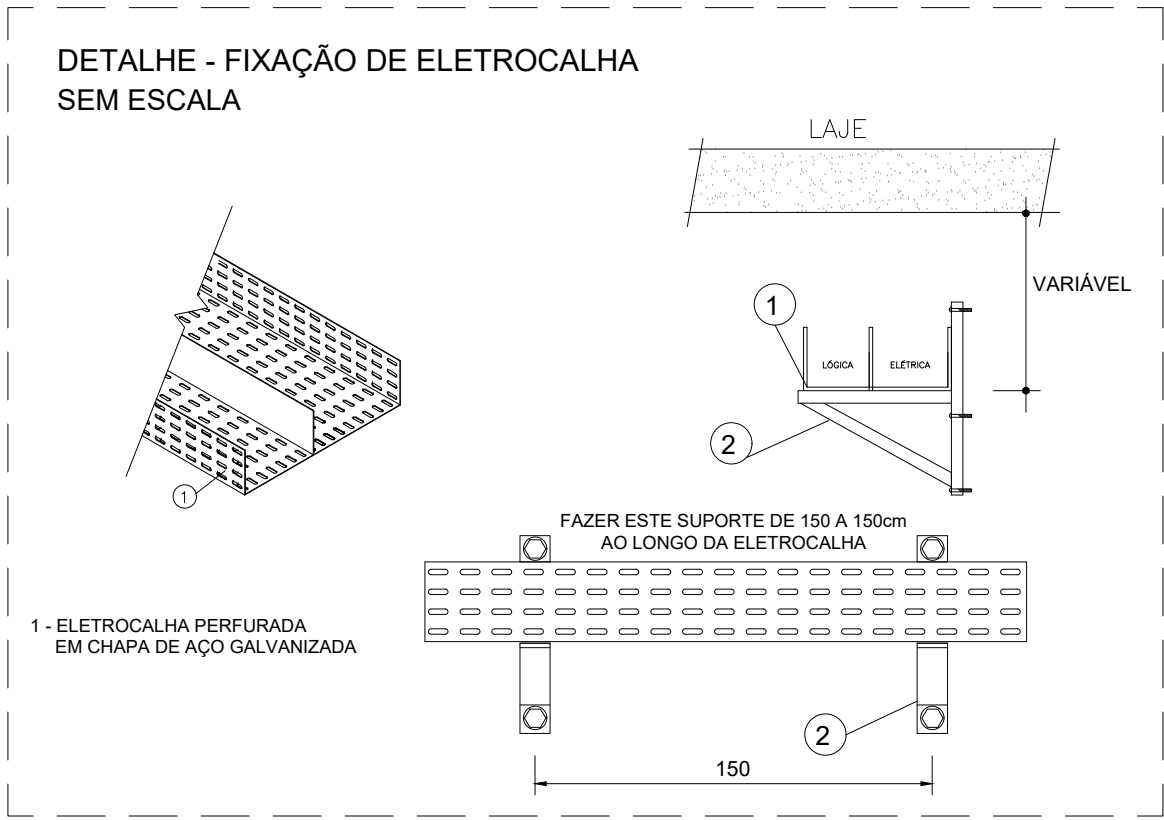 DETALHE - FIXAÇÃO DE ELETROCALHA
SEM ESCALA
LAJE
VARIÁVEL
1
LÓGICA
ELÉTRICA
2
1
FAZER ESTE SUPORTE DE 150 A 150cm
AO LONGO DA ELETROCALHA
1 - ELETROCALHA PERFURADA
EM CHAPA DE AÇO GALVANIZADA
2
150